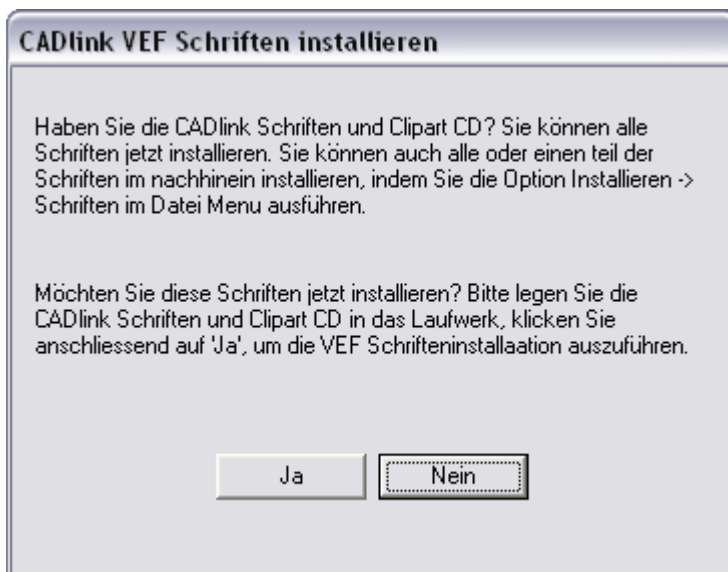 CADlink VEF Schriften installieren
Haben Sie die CADlink Schriften und Clipart CD? Sie können alle
Schriften jetzt installieren. Sie können auch alle oder einen teil der
Schriften im nachhinein installieren, indem Sie die Option Installieren ->
Schriften im Datei Menu ausführen.
Möchten Sie diese Schriften jetzt installieren? Bitte legen Sie die
CADlink Schriften und Clipart CD in das Laufwerk, klicken Sie
anschliessend auf 'Ja', um die VEF Schrifteninstallaation auszuführen.
Ja
Nein